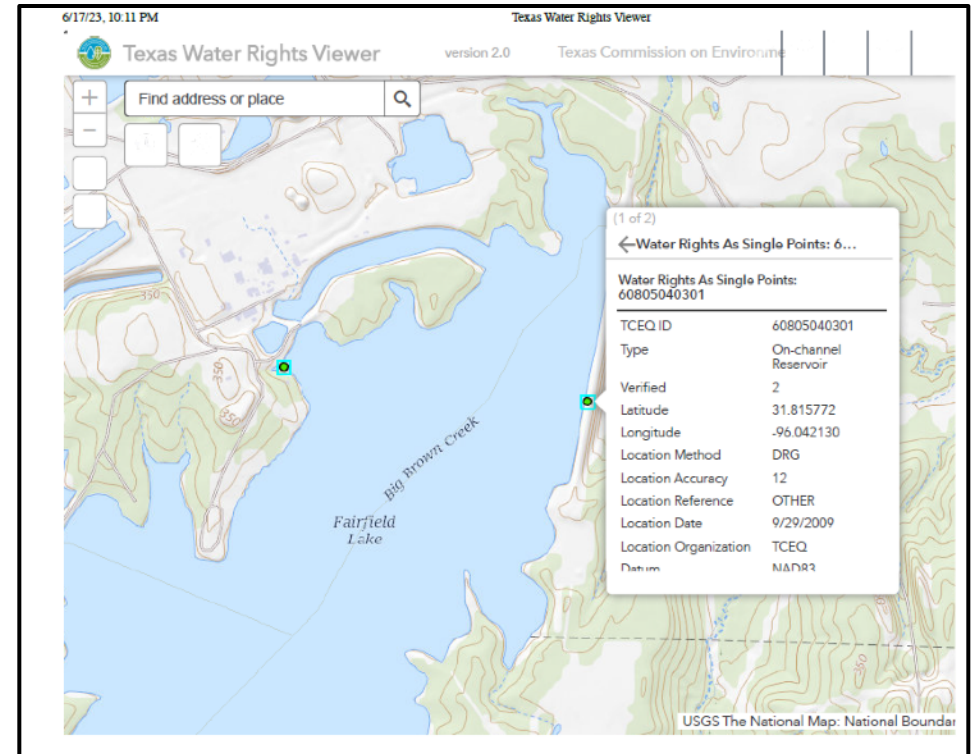 6/17/23, 10:11 PM Texas Water Rights Viewer
Texas Water Rights Viewer version 2.0 Texas Commission on Environme
Find address or place
(1 of 2)
←Water Rights As Single Points: 6...
Water Rights As Single Points:
60805040301
TCEQ ID 60805040301
Type On-channel
Reservoir
Verified 2
Latitude 31.815772
Longitude -96.042130
Location Method DRG
Location Accuracy 12
Location Reference OTHER
Location Date 9/29/2009
Location Organization TCEQ
Datum NAD83
350
350
350
Big Brown Creek
Fairfield
Lake
350
USGS The National Map: National Boundar